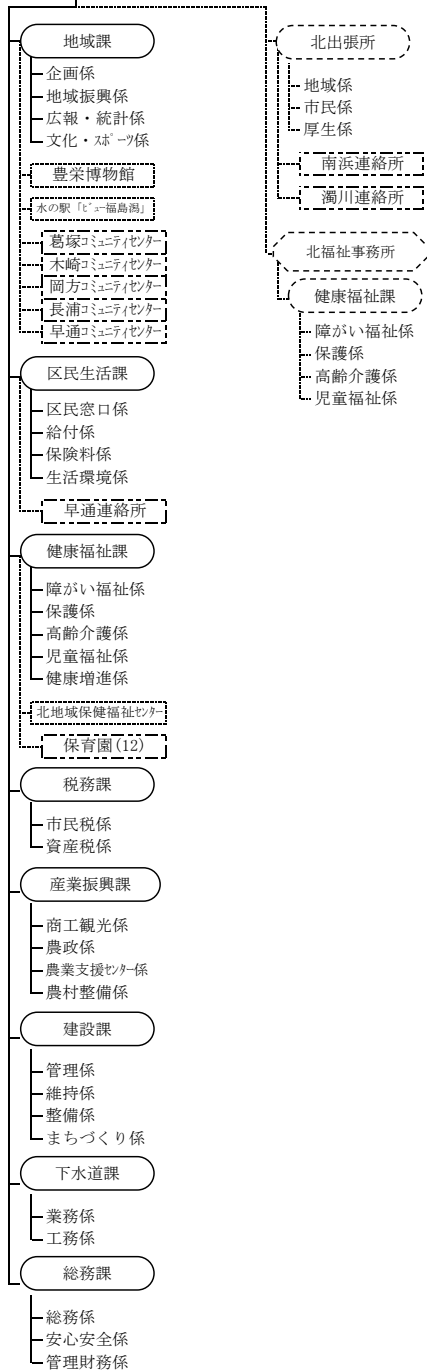 地域課
企画係
地域振興係
広報・統計係
文化・ｽﾎﾟｰﾂ係
豊栄博物館
水の駅「ﾋﾞｭｰ福島潟」
葛塚ｺﾐｭﾆﾃｨｾﾝﾀｰ
木崎ｺﾐｭﾆﾃｨｾﾝﾀｰ
岡方ｺﾐｭﾆﾃｨｾﾝﾀｰ
長浦ｺﾐｭﾆﾃｨｾﾝﾀｰ
早通ｺﾐｭﾆﾃｨｾﾝﾀｰ
区民生活課
区民窓口係
給付係
保険料係
生活環境係
早通連絡所
健康福祉課
障がい福祉係
保護係
高齢介護係
児童福祉係
健康増進係
北地域保健福祉ｾﾝﾀｰ
保育園(12)
税務課
市民税係
資産税係
産業振興課
商工観光係
農政係
農業支援ｾﾝﾀｰ係
農村整備係
建設課
管理係
維持係
整備係
まちづくり係
下水道課
業務係
工務係
総務課
総務係
安心安全係
管理財務係
北出張所
地域係
市民係
厚生係
南浜連絡所
濁川連絡所
北福祉事務所
健康福祉課
障がい福祉係
保護係
高齢介護係
児童福祉係